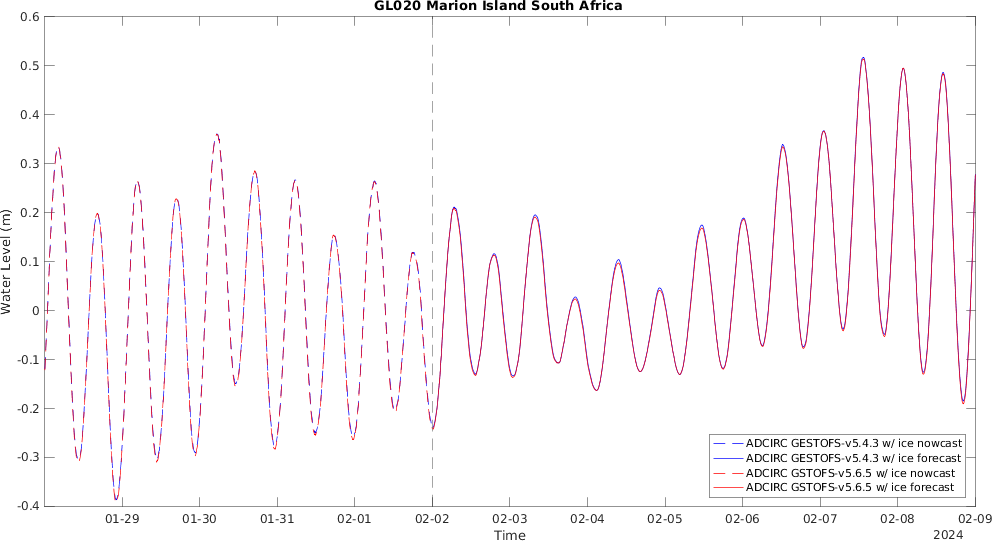 GL020 Marion Island South Africa
0.6
0.5
0.4
0.3
0.2
0.1
0
-0.1
-0.2
-0.3
-0.4
Water Level (m)
ADCIRC GESTOFS-v5.4.3 w/ ice nowcast
ADCIRC GESTOFS-v5.4.3 w/ ice forecast
ADCIRC GSTOFS-v5.6.5 w/ ice nowcast
ADCIRC GSTOFS-v5.6.5 w/ ice forecast
01-29 01-30 01-31 02-01 02-02 02-03 02-04 02-05 02-06 02-07 02-08 02-09
Time
2024